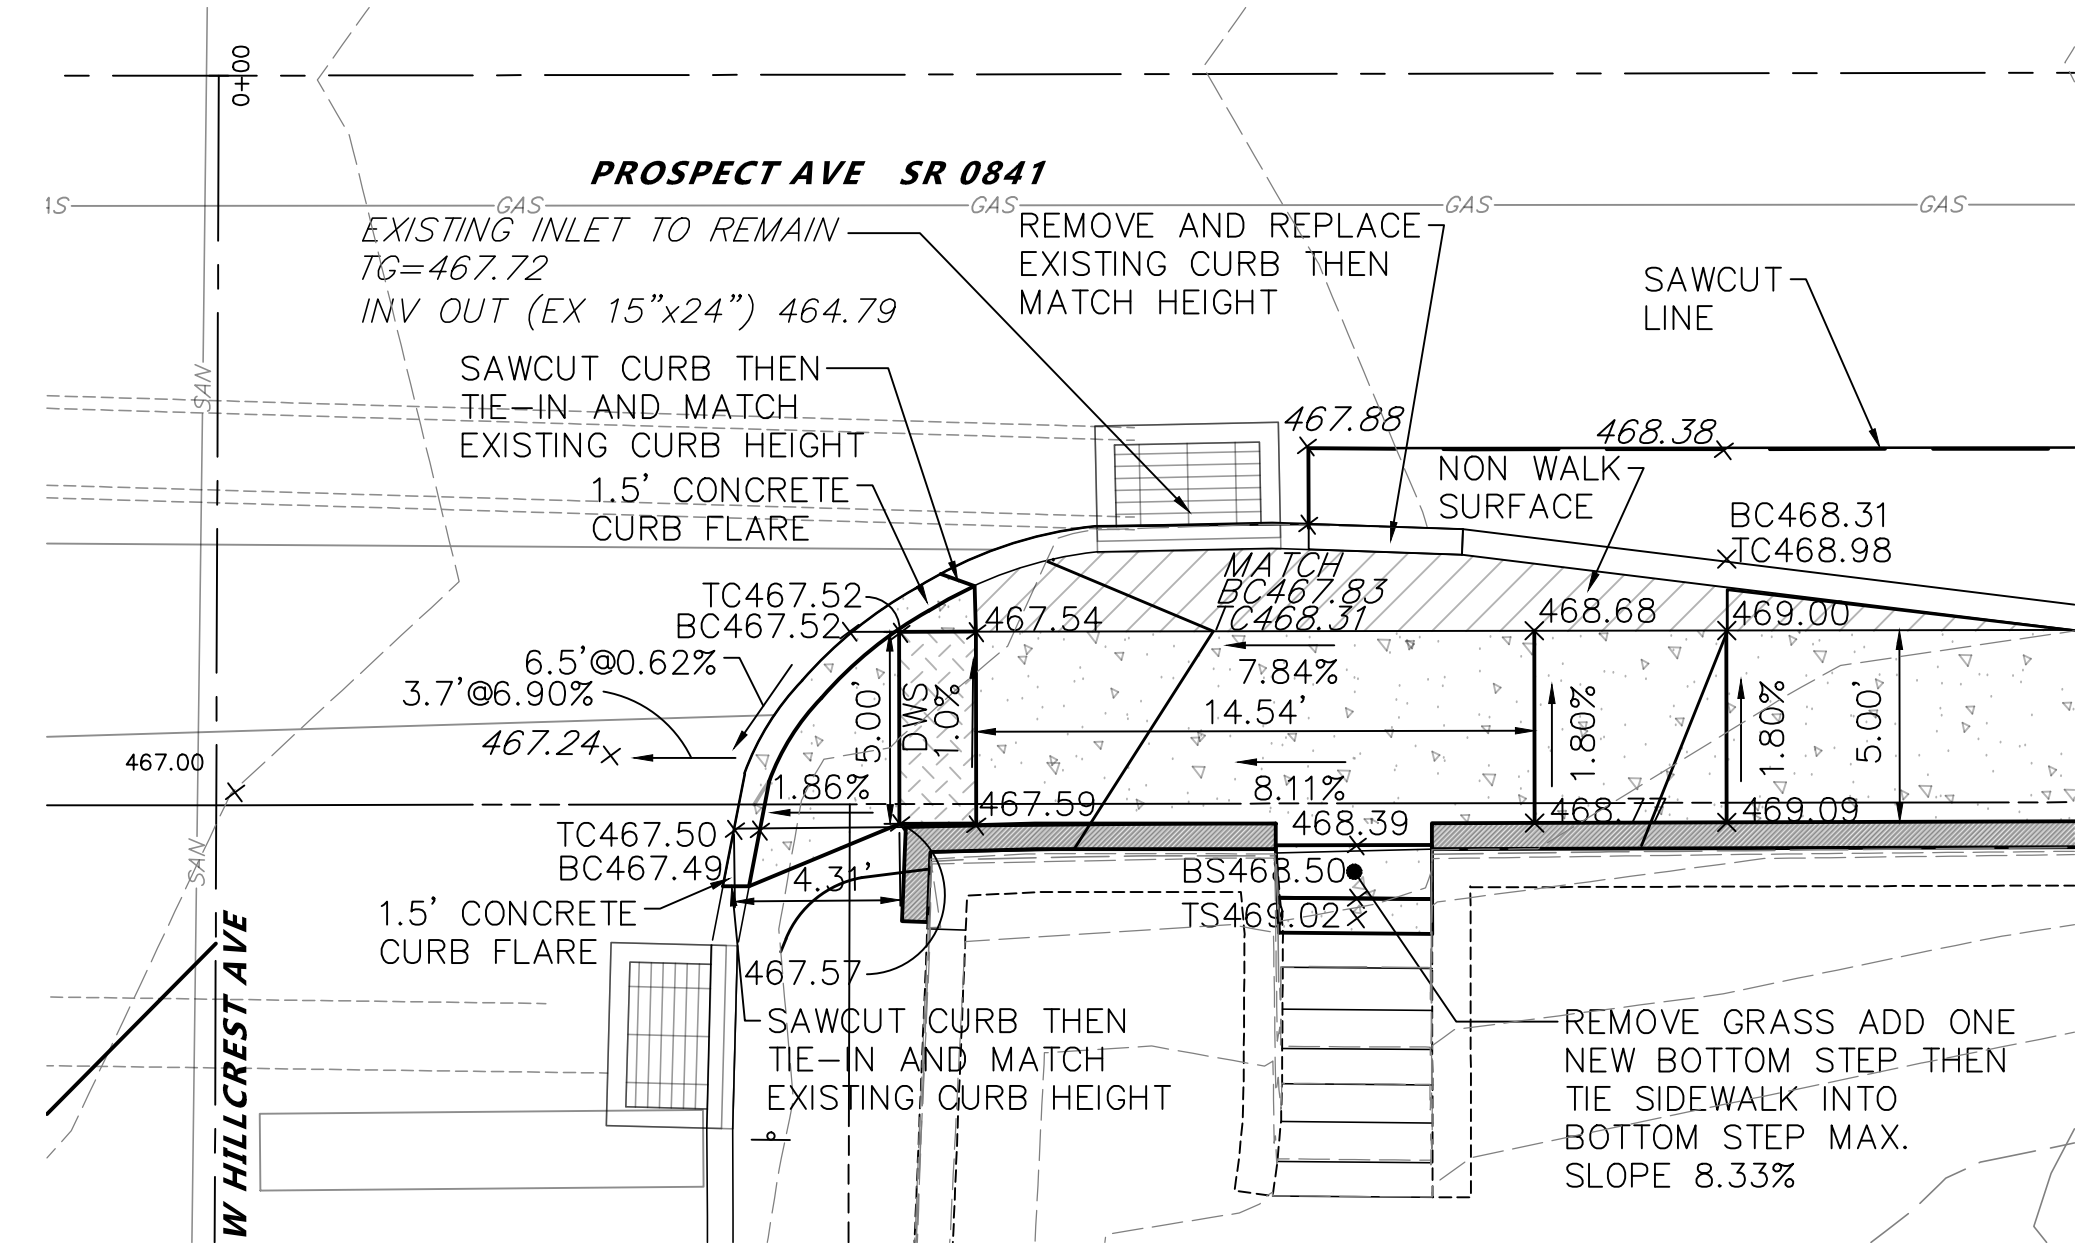 0+00
PROSPECT AVE SR 0841
GAS
GAS
GAS
GAS
EXISTING INLET TO REMAIN
TG=467.72
INV OUT (EX 15"x24") 464.79
REMOVE AND REPLACE
EXISTING CURB THEN
MATCH HEIGHT
SAWCUT
LINE
SAN
SAWCUT CURB THEN
TIE-IN AND MATCH
EXISTING CURB HEIGHT
467.88
468.38
NON WALK
SURFACE
1.5' CONCRETE
CURB FLARE
BC468.31
TC468.98
MATCH
BC467.83
TC468.31
TC467.52
BC467.52
467.54
468.68
469.00
6.5'@0.62%
3.7'@6.90%
467.24
467.00
7.84%
14.54'
5.00'
DWS
1.0%
1.80%
1.80%
5.00'
1.86%
8.11%
467.59
468.77
469.09
468.39
TC467.50
BC467.49
SAN
4.31'
BS468.50
TS469.02
1.5' CONCRETE
CURB FLARE
467.57
W HILLCREST AVE
SAWCUT CURB THEN
TIE-IN AND MATCH
EXISTING CURB HEIGHT
REMOVE GRASS ADD ONE
NEW BOTTOM STEP THEN
TIE SIDEWALK INTO
BOTTOM STEP MAX.
SLOPE 8.33%